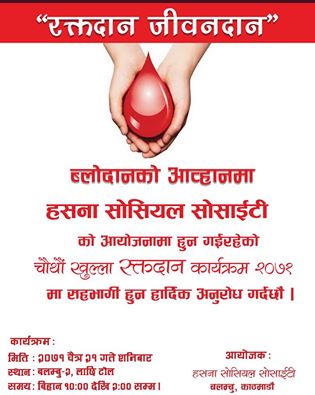 “रक्तदान जीवनदान”
ब्लोदानको आव्हानमा
हसना सोसियल सोसाईटी
को आयोजनामा हुन गईरहेको
चौथौं खुल्ला रक्तदान कार्यक्रम २०७१
मा सहभागी हुन हार्दिक अनुरोध गर्दछौ ।
कार्यक्रम :
मिति : २०७१ चैत्र २१ गते शनिबार
स्थान : बलम्बु-२, लाछि टोल
समय : बिहान १०:०० देखि २:०० सम्म ।
आयोजक :
हसना सोसियल सोसाईटी
बलम्बु, काठमाडौ